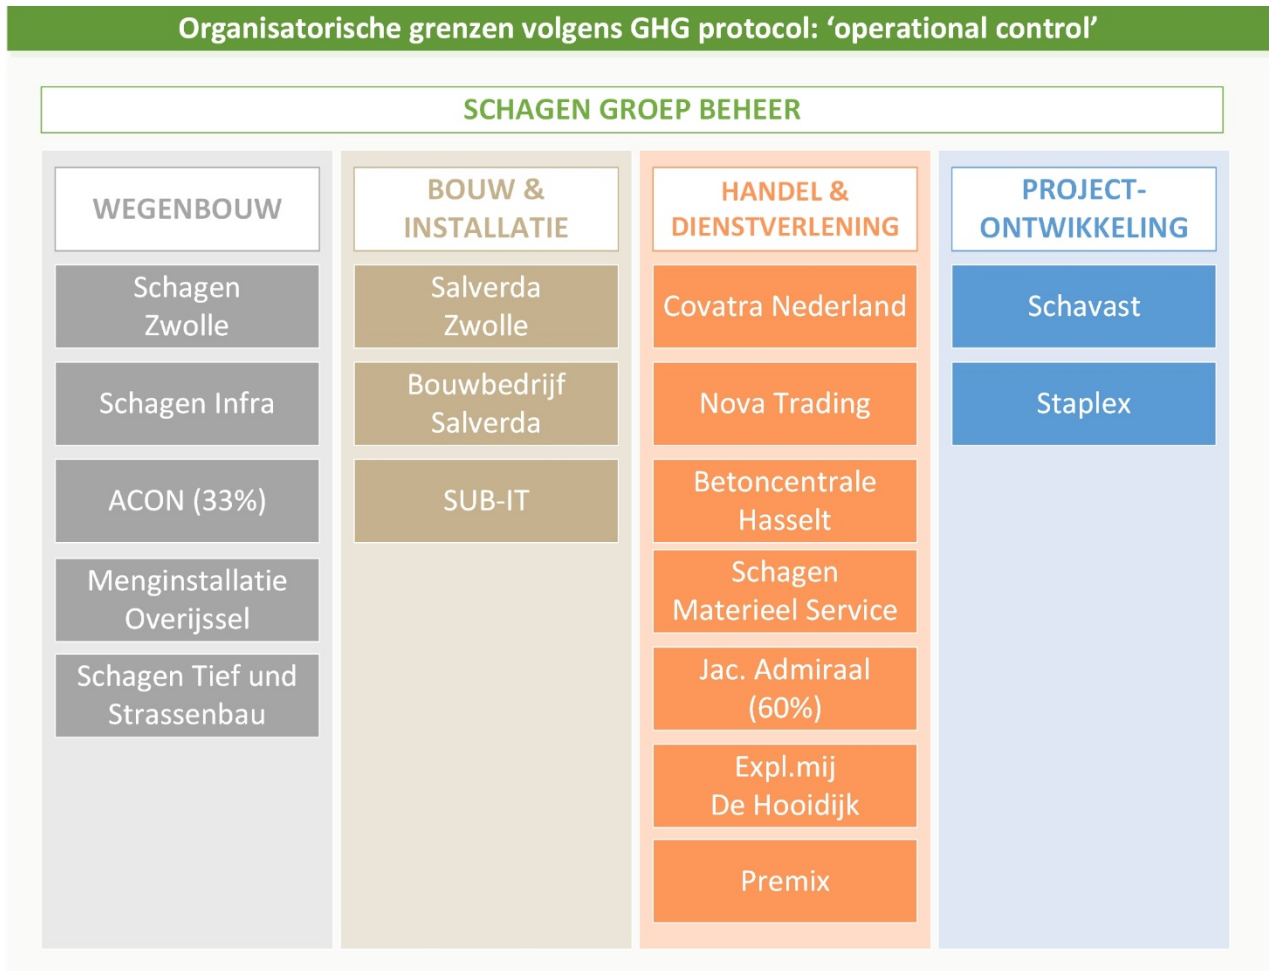 Organisatorische grenzen volgens GHG protocol: ‘operational control’
SCHAGEN GROEP BEHEER
WEGENBOUW
Schagen
Zwolle
Schagen Infra
ACON (33%)
Menginstallatie
Overijssel
Schagen Tief und
Strassenbau
BOUW &
INSTALLATIE
Salverda
Zwolle
Bouwbedrijf
Salverda
SUB-IT
HANDEL &
DIENSTVERLENING
Covatra Nederland
Nova Trading
Betoncentrale
Hasselt
Schagen
Materieel Service
Jac. Admiraal
(60%)
Expl.mij
De Hooidijk
Premix
PROJECT-
ONTWIKKELING
Schavast
Staplex